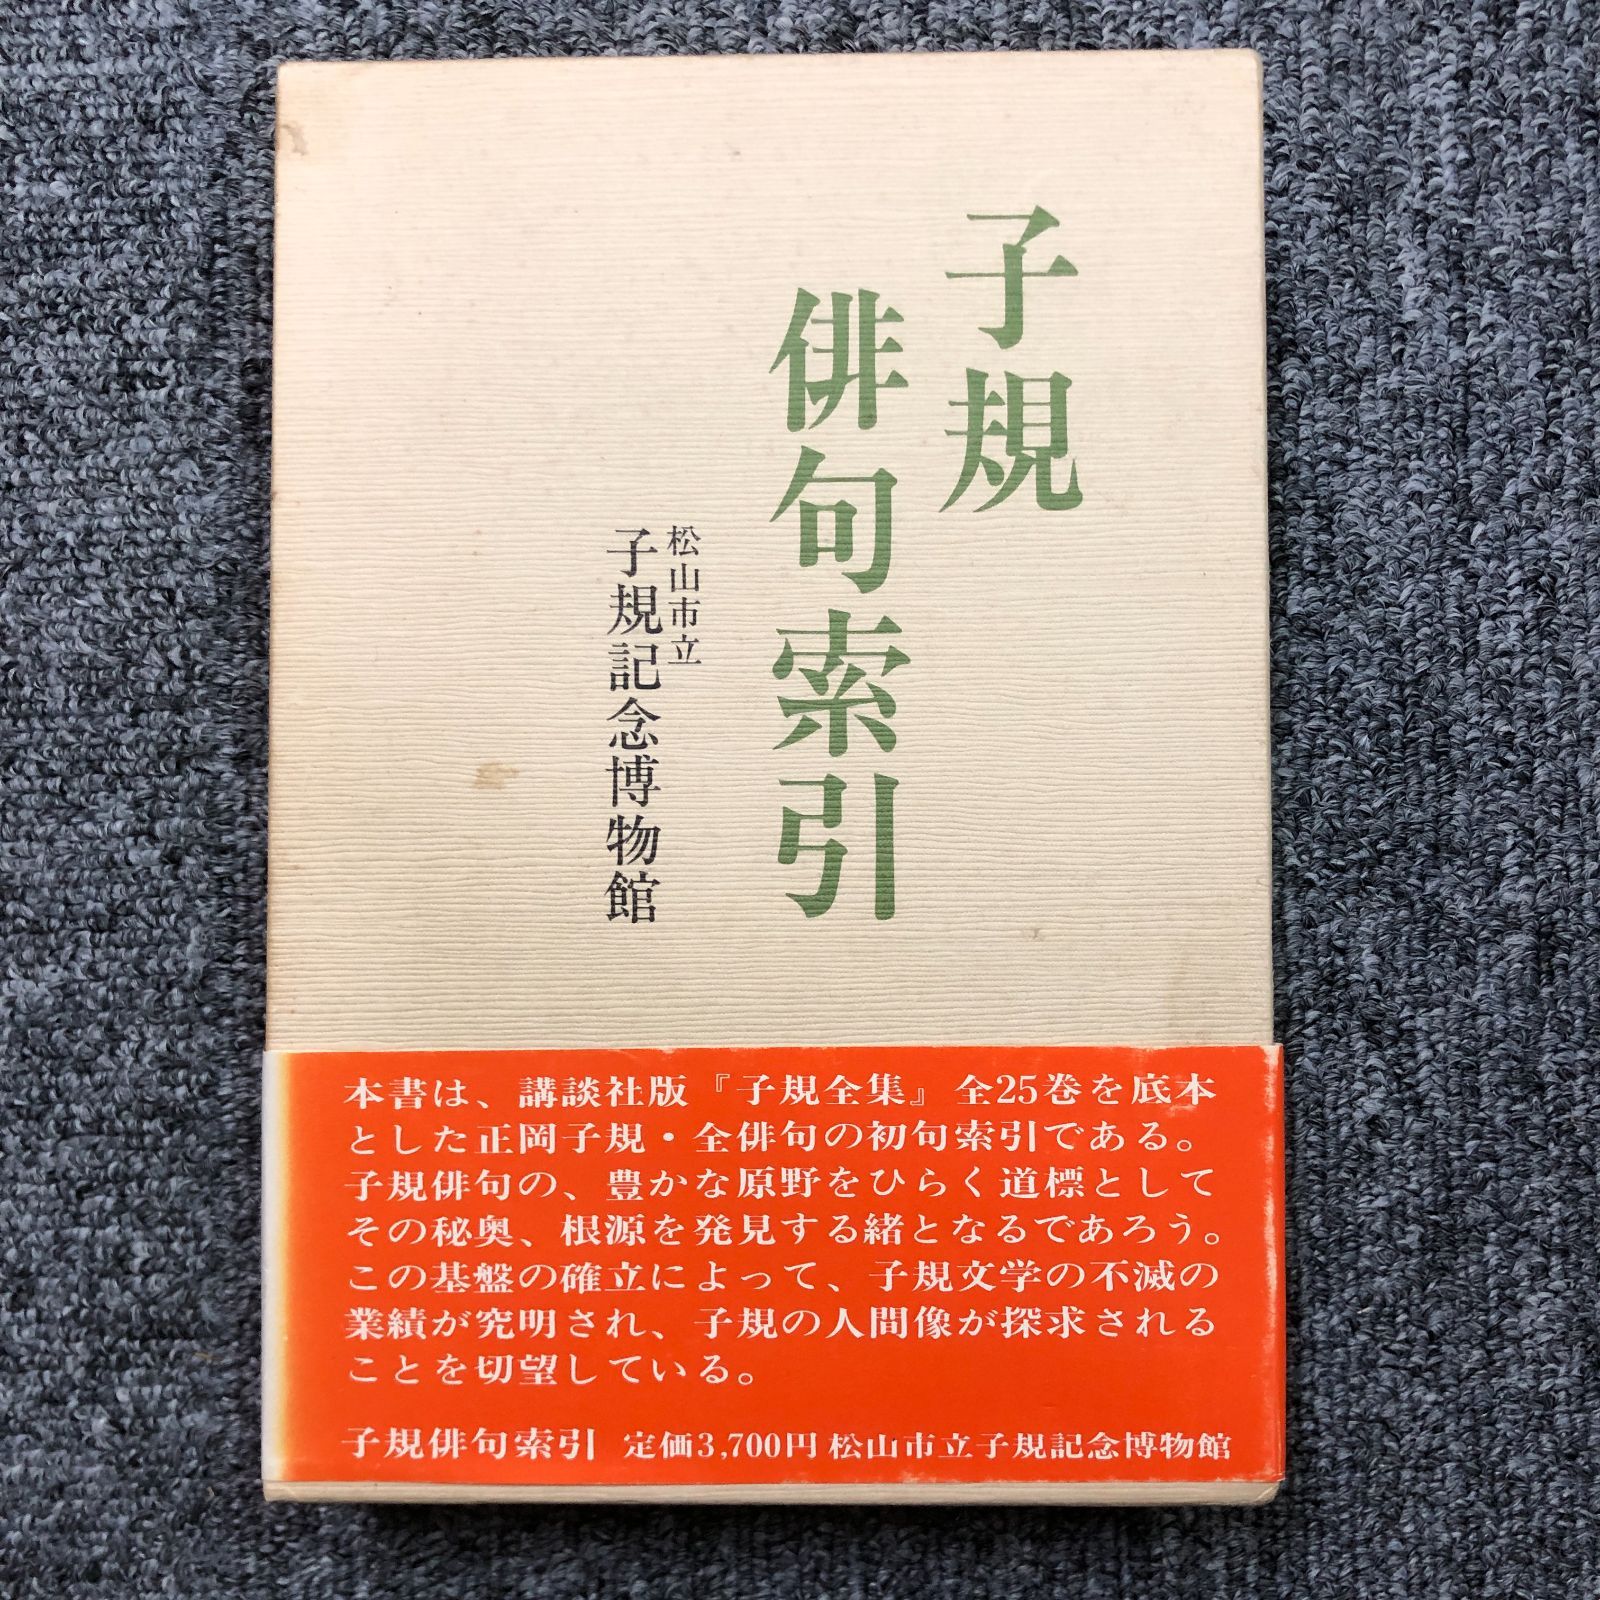 子規
俳句索引
松山市立
子規記念博物館
本書は、講談社版『子規全集』全25巻を底本
とした正岡子規・全俳句の初句索引である。
子規俳句の、豊かな原野をひらく道標として
その秘奥、根源を発見する緒となるであろう。
この基盤の確立によって、子規文学の不滅の
業績が究明され、子規の人間像が探求される
ことを切望している。
子規俳句索引 定価3,700円 松山市立子規記念博物館